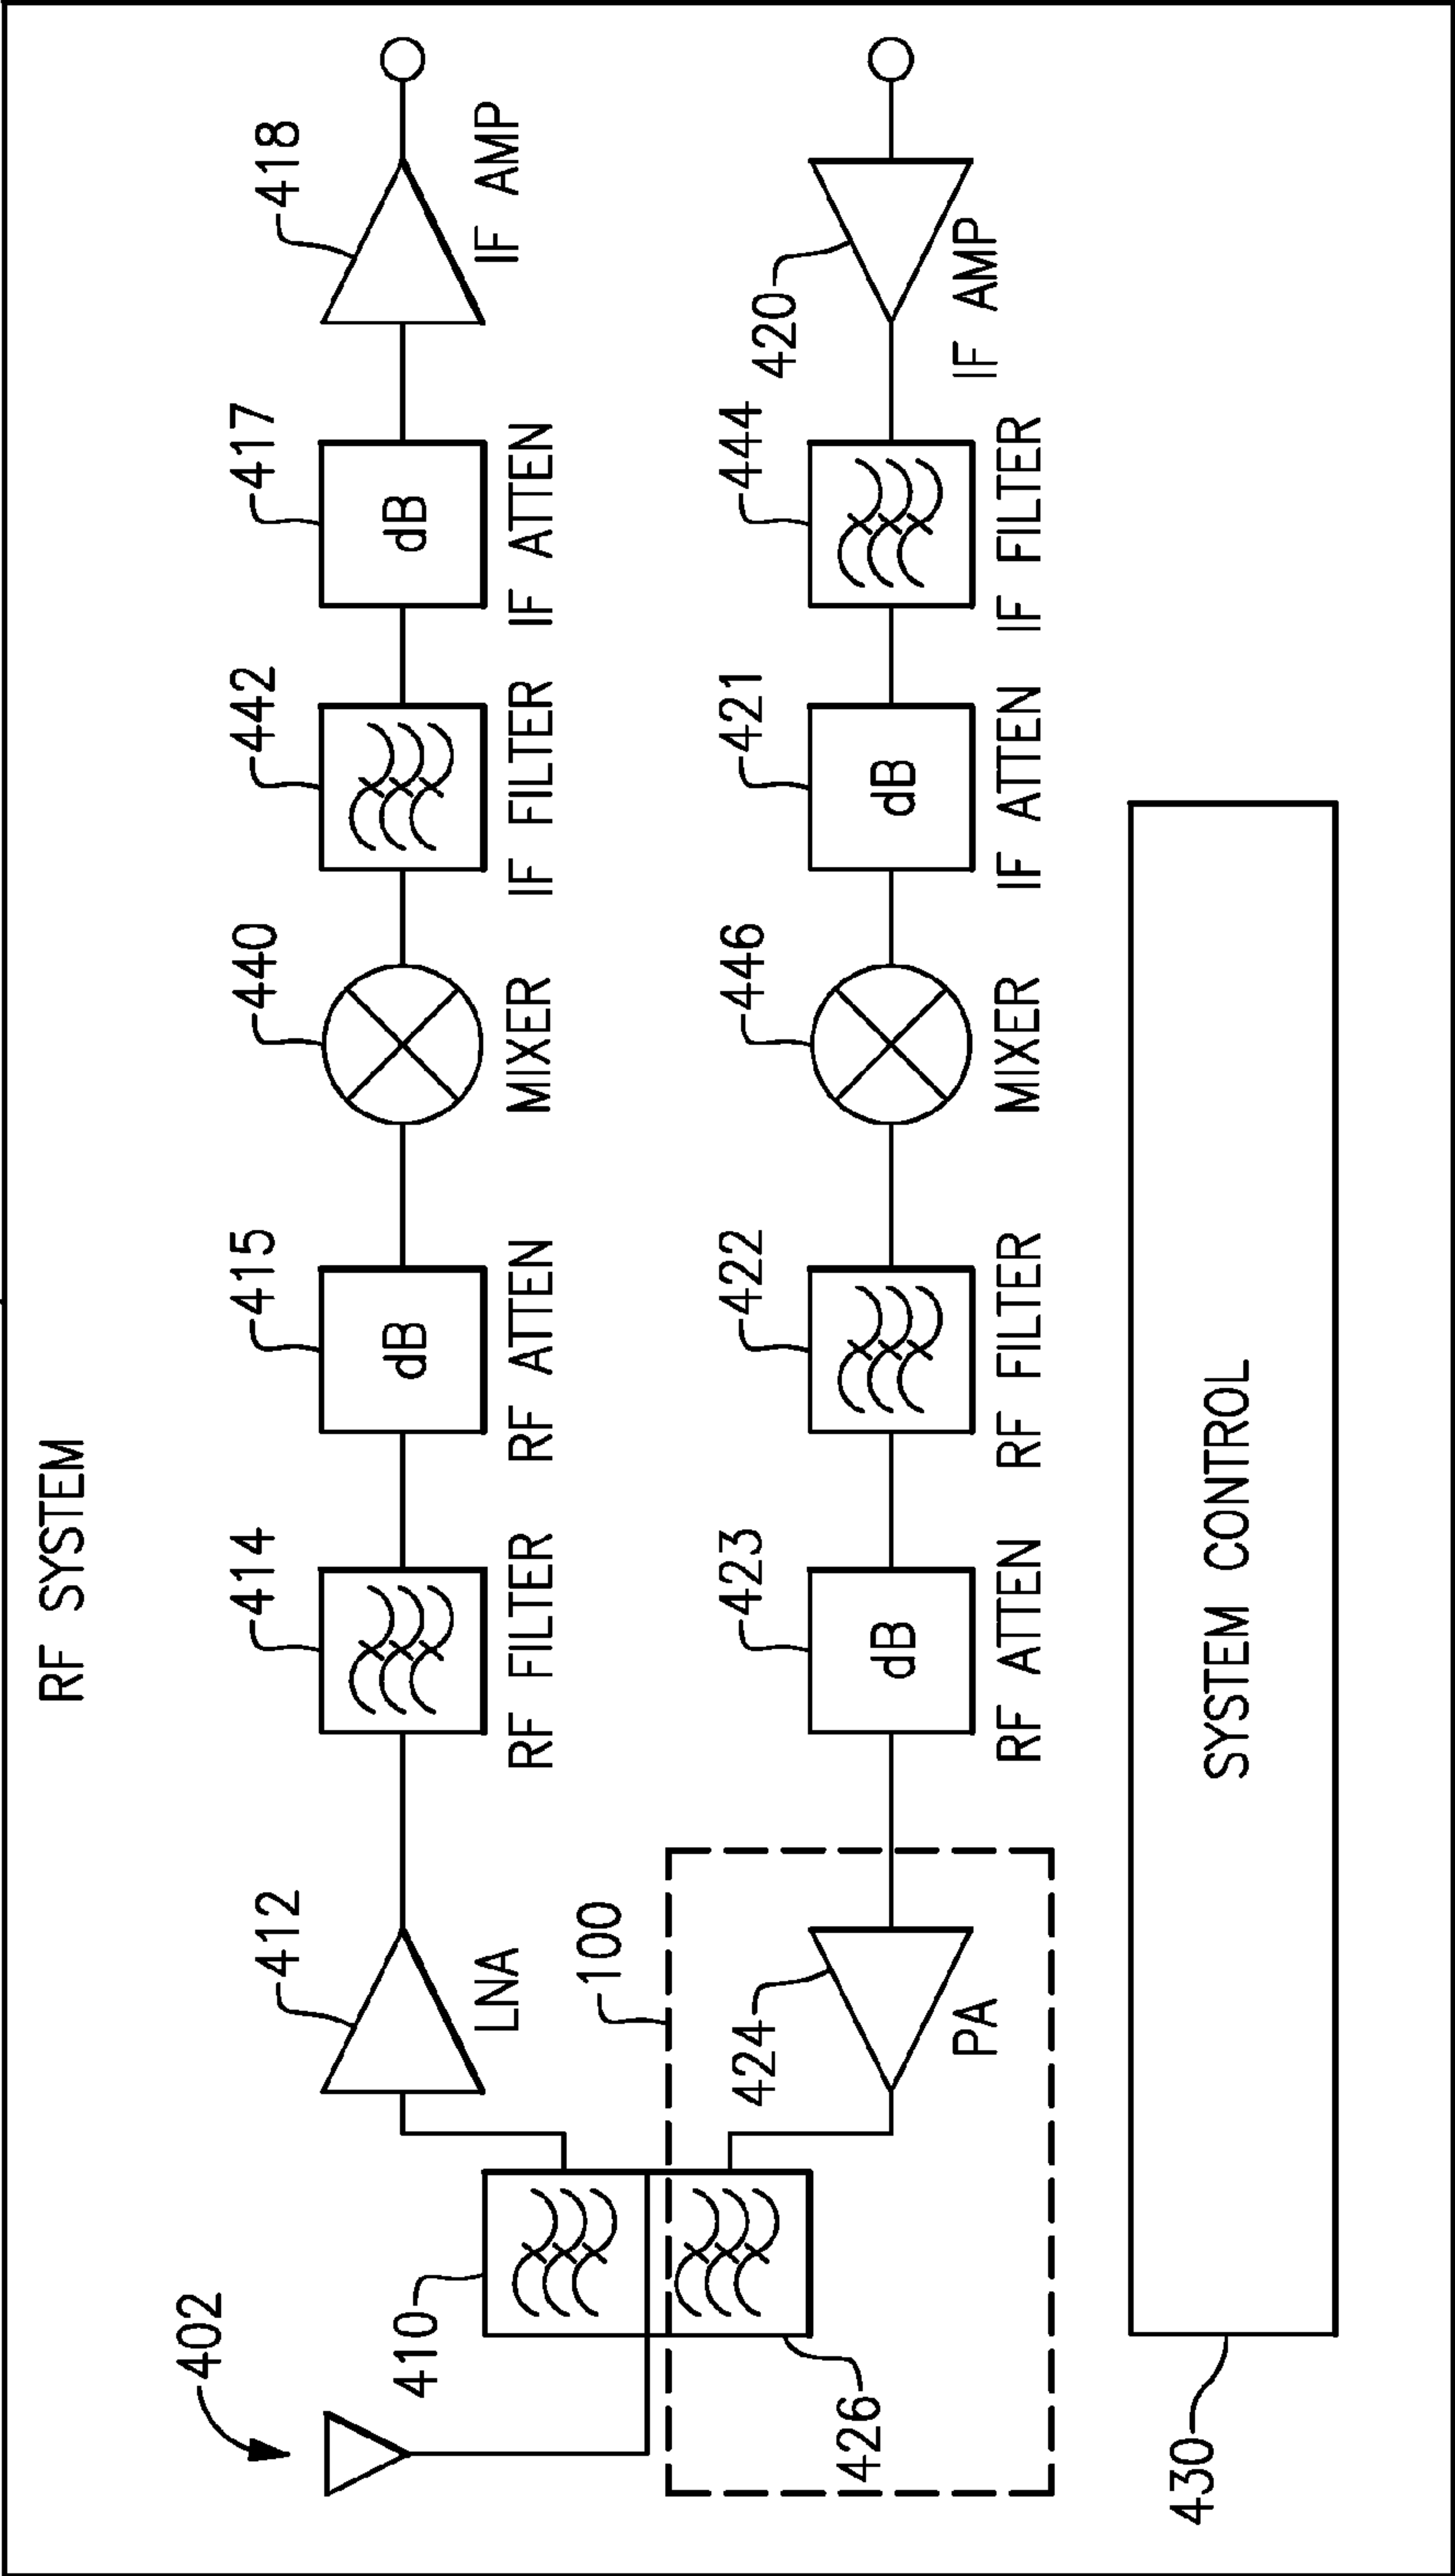 RF SYSTEM
402
410
412
LNA
414
RF FILTER
415
dB
RF ATTEN
440
MIXER
442
IF FILTER
417
dB
IF ATTEN
418
IF AMP
100
426
424
PA
423
dB
RF ATTEN
422
RF FILTER
446
MIXER
421
dB
IF ATTEN
444
IF FILTER
420
IF AMP
430
SYSTEM CONTROL